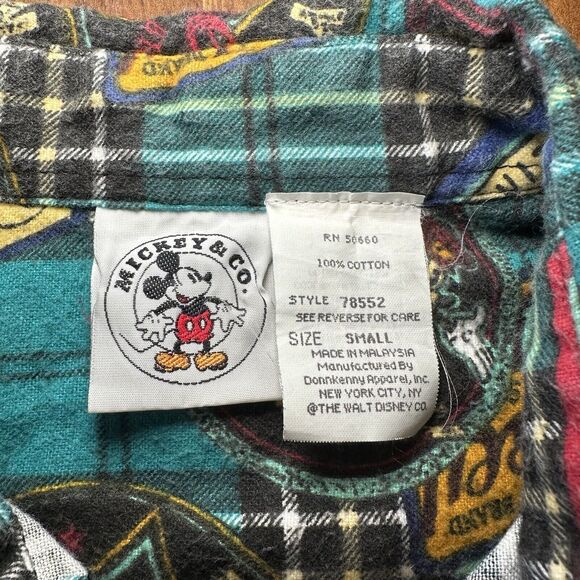 MICKEY & CO.
RN 50660
100% COTTON
STYLE 78552
SEE REVERSE FOR CARE
SIZE SMALL
MADE IN MALAYSIA
Manufactured By
Donnkenny Apparel, Inc.
NEW YORK CITY, NY
@THE WALT DISNEY CO.
BRAND